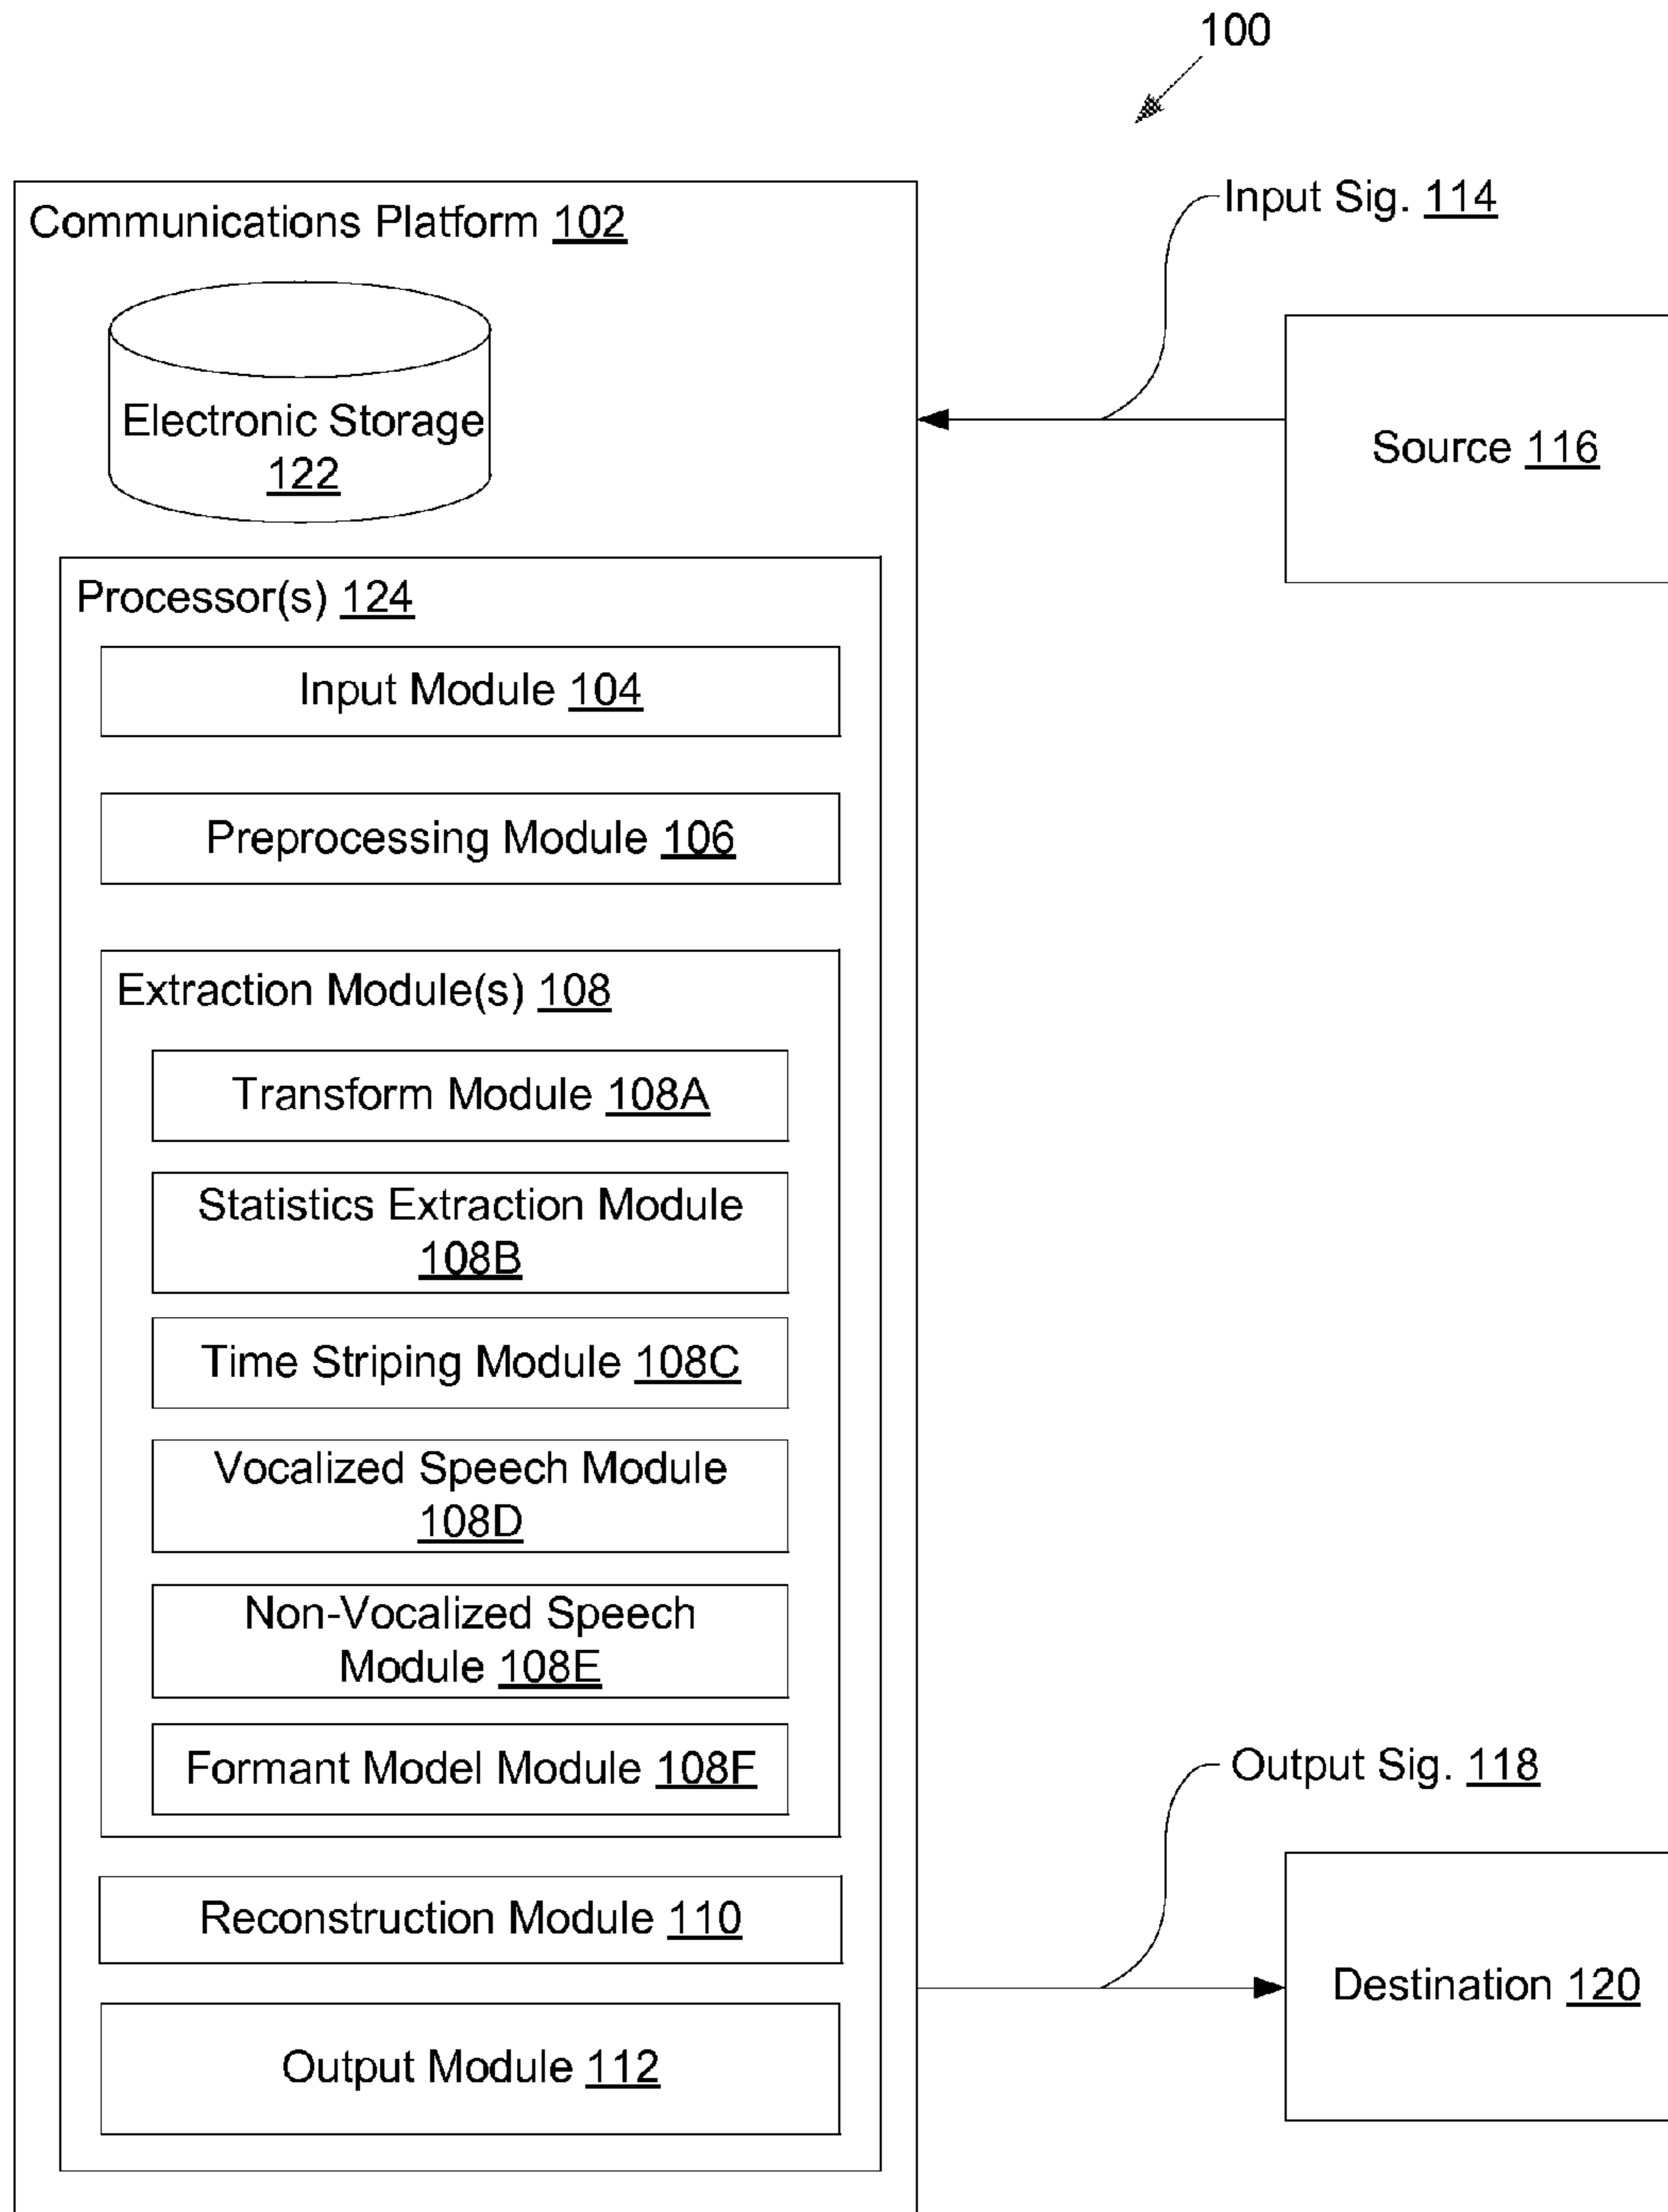 100
Communications Platform 102
Input Sig. 114
Electronic Storage
122
Source 116
Processor(s) 124
Input Module 104
Preprocessing Module 106
Extraction Module(s) 108
Transform Module 108A
Statistics Extraction Module
108B
Time Striping Module 108C
Vocalized Speech Module
108D
Non-Vocalized Speech
Module 108E
Formant Model Module 108F
Output Sig. 118
Reconstruction Module 110
Destination 120
Output Module 112